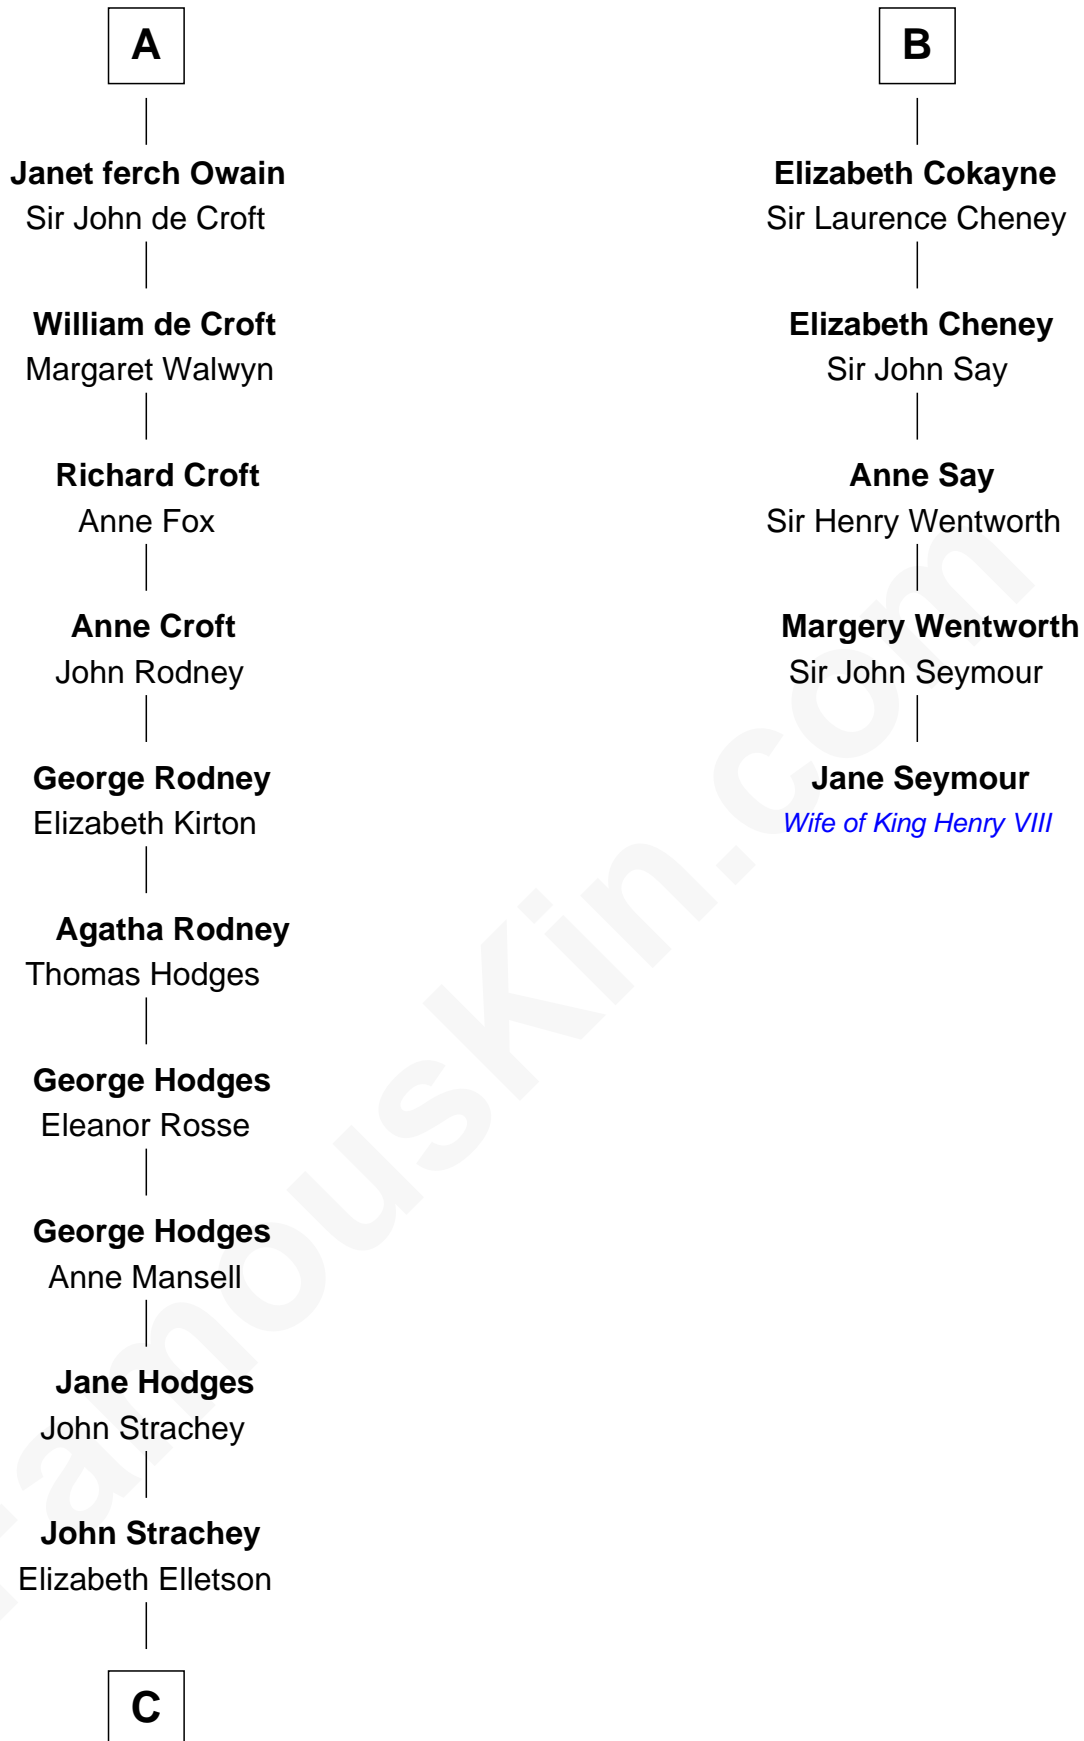 A
Janet ferch Owain
Sir John de Croft
William de Croft
Margaret Walwyn
Richard Croft
Anne Fox
Anne Croft
John Rodney
George Rodney
Elizabeth Kirton
Agatha Rodney
Thomas Hodges
George Hodges
Eleanor Rosse
George Hodges
Anne Mansell
Jane Hodges
John Strachey
John Strachey
Elizabeth Elletson
C
B
Elizabeth Cokayne
Sir Laurence Cheney
Elizabeth Cheney
Sir John Say
Anne Say
Sir Henry Wentworth
Margery Wentworth
Sir John Seymour
Jane Seymour
Wife of King Henry VIII
FamousKin.com